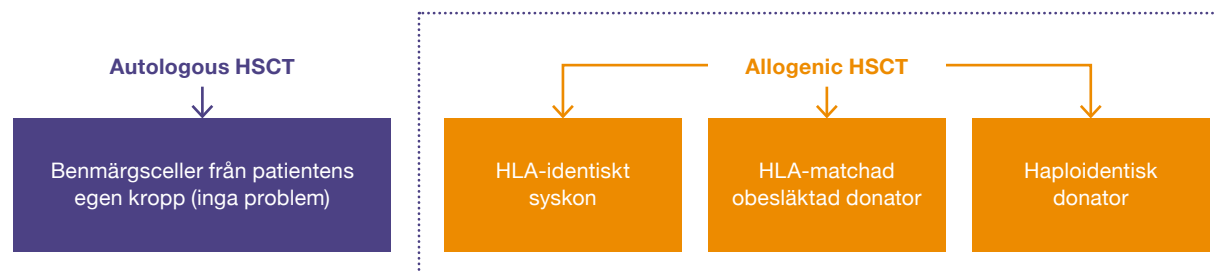 Autologous HSCT
Benmärgsceller från patientens
egen kropp (inga problem)
Allogenic HSCT
HLA-identiskt
syskon
HLA-matchad
obesläktad donator
Haploidentisk
donator